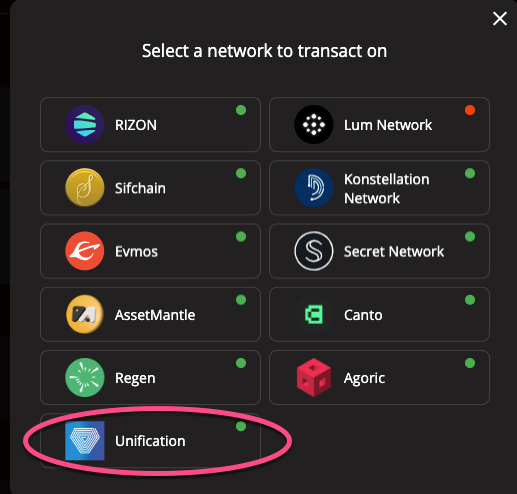 Select a network to transact on
RIZON
Lum Network
Sifchain
Konstellation
Network
Evmos
Secret Network
AssetMantle
Canto
Regen
Agoric
Unification